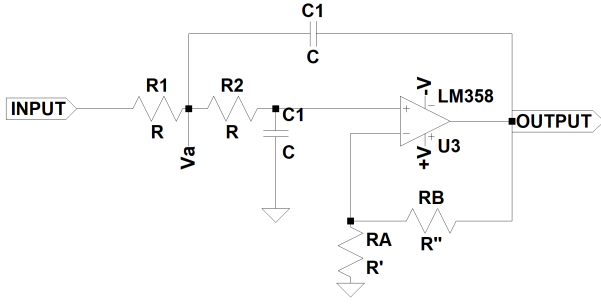 C1
C
R1
R2
INPUT
R
R
C1
C
Va
-V
LM358
+V
U3
OUTPUT
RB
R"
RA
R'